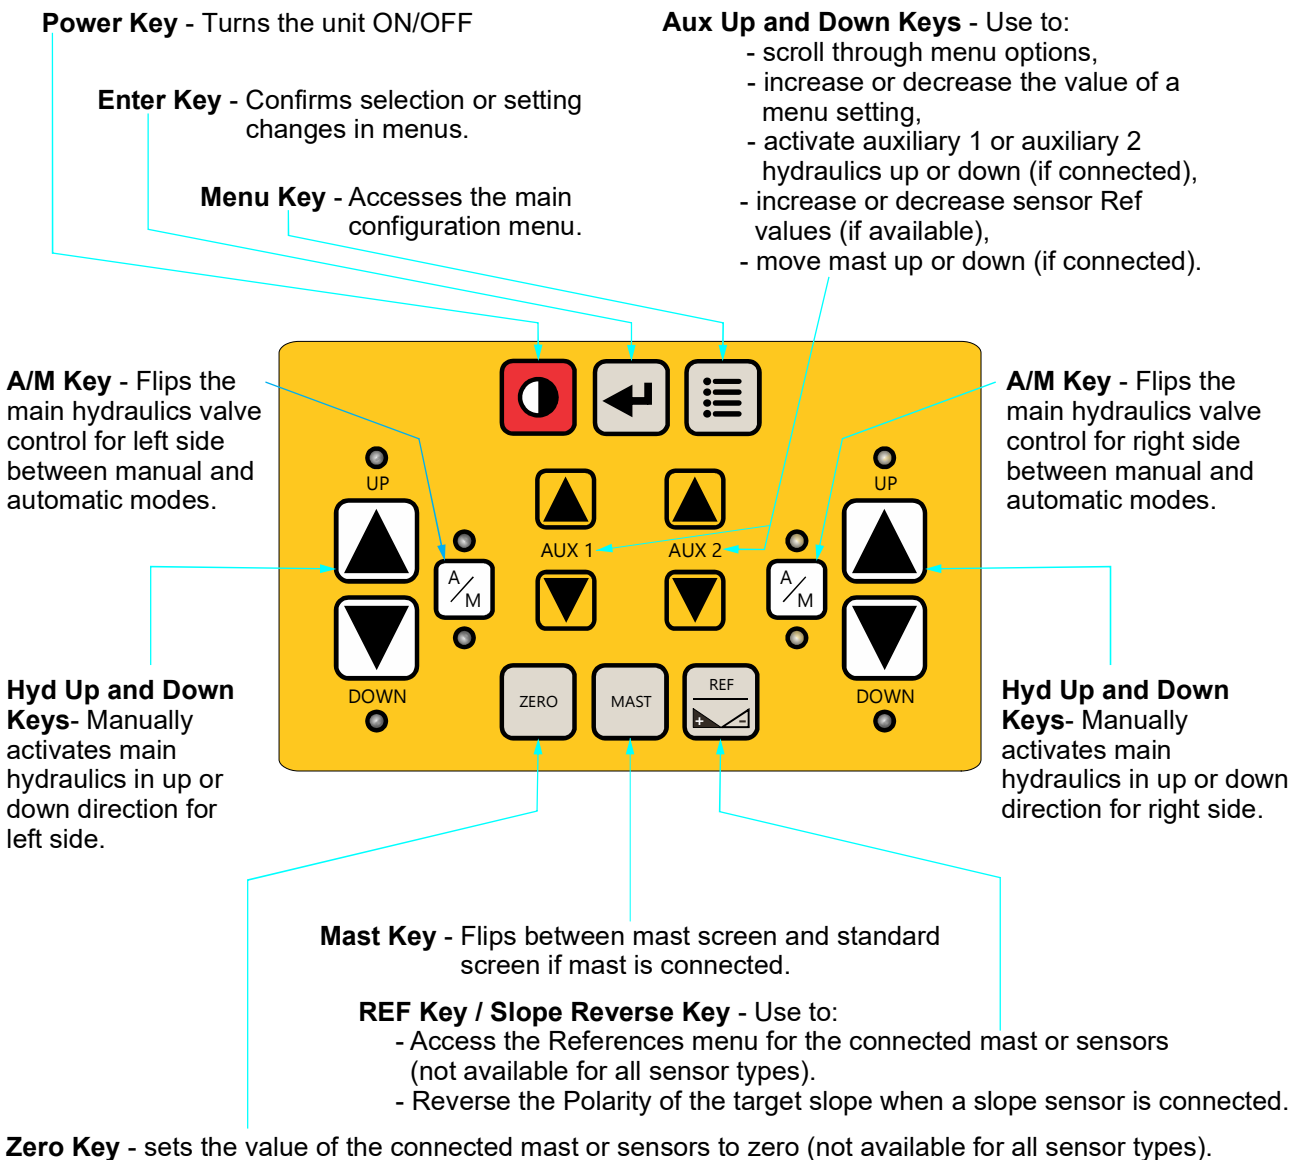 Power Key - Turns the unit ON/OFF
Enter Key - Confirms selection or setting
changes in menus.
Menu Key - Accesses the main
configuration menu.
Aux Up and Down Keys - Use to:
- scroll through menu options,
- increase or decrease the value of a
menu setting,
- activate auxiliary 1 or auxiliary 2
hydraulics up or down (if connected),
- increase or decrease sensor Ref
values (if available),
- move mast up or down (if connected).
A/M Key - Flips the
main hydraulics valve
control for left side
between manual and
automatic modes.
A/M Key - Flips the
main hydraulics valve
control for right side
between manual and
automatic modes.
UP
UP
AUX 1
AUX 2
A/M
A/M
DOWN
DOWN
ZERO
MAST
REF
+ -
Hyd Up and Down
Keys- Manually
activates main
hydraulics in up or
down direction for
left side.
Hyd Up and Down
Keys- Manually
activates main
hydraulics in up or down
direction for right side.
Mast Key - Flips between mast screen and standard
screen if mast is connected.
REF Key / Slope Reverse Key - Use to:
- Access the References menu for the connected mast or sensors
(not available for all sensor types).
- Reverse the Polarity of the target slope when a slope sensor is connected.
Zero Key - sets the value of the connected mast or sensors to zero (not available for all sensor types).